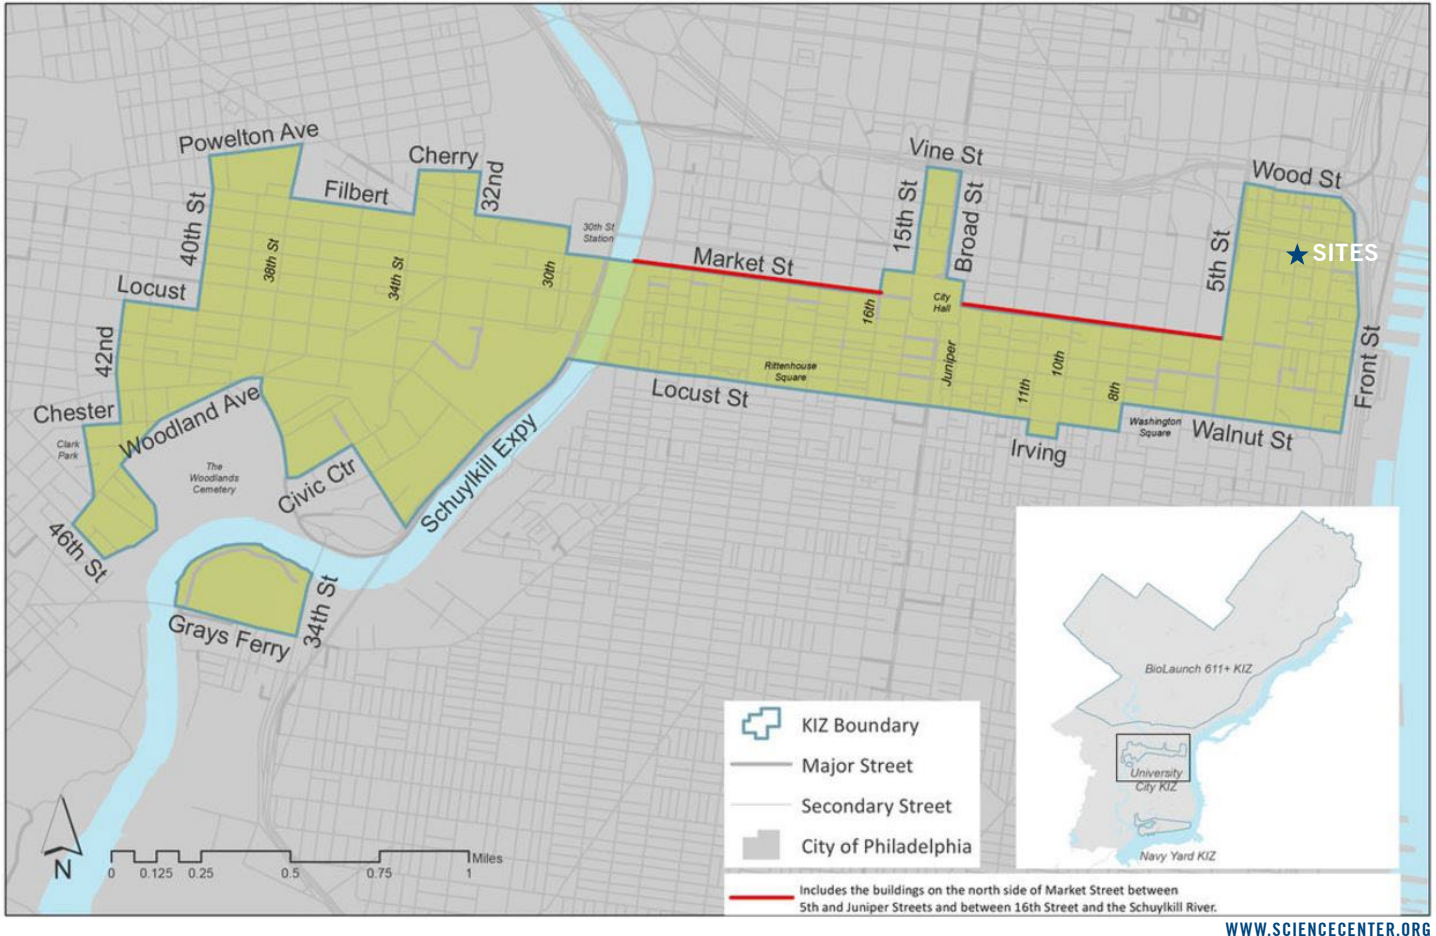 Powelton Ave
Cherry
32nd
Filbert
40th St
38th St
34th St
30th
30th St
Station
Locust
42nd
Chester
Clark
Park
Woodland Ave
The
Woodlands
Cemetery
Civic Ctr
Schuylkill Expy
46th St
34th St
Grays Ferry
Market St
15th St
Vine St
Broad St
16th
City
Hall
Juniper
Rittenhouse
Square
Locust St
11th
10th
8th
Irving
Washington
Square
Walnut St
5th St
Wood St
SITES
Front St
KIZ Boundary
Major Street
Secondary Street
City of Philadelphia
BioLaunch 611+ KIZ
University
City KIZ
Navy Yard KIZ
N
Miles
0 0.125 0.25 0.5 0.75 1
Includes the buildings on the north side of Market Street between
5th and Juniper Streets and between 16th Street and the Schuylkill River.
WWW.SCIENCECENTER.ORG